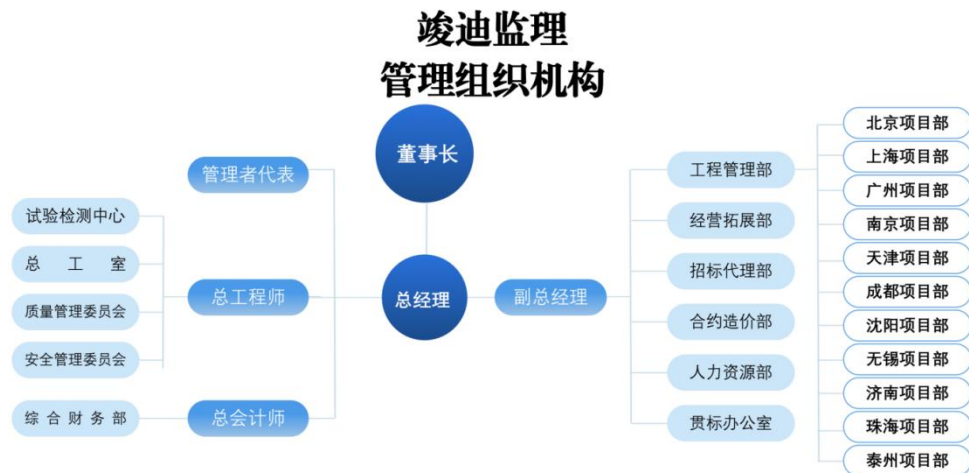 竣迪监理
管理组织机构
董事长
总经理
管理者代表
总工程师
总会计师
试验检测中心
总工室
质量管理委员会
安全管理委员会
综合财务部
副总经理
工程管理部
经营拓展部
招标代理部
合约造价部
人力资源部
贯标办公室
北京项目部
上海项目部
广州项目部
南京项目部
天津项目部
成都项目部
沈阳项目部
无锡项目部
济南项目部
珠海项目部
泰州项目部